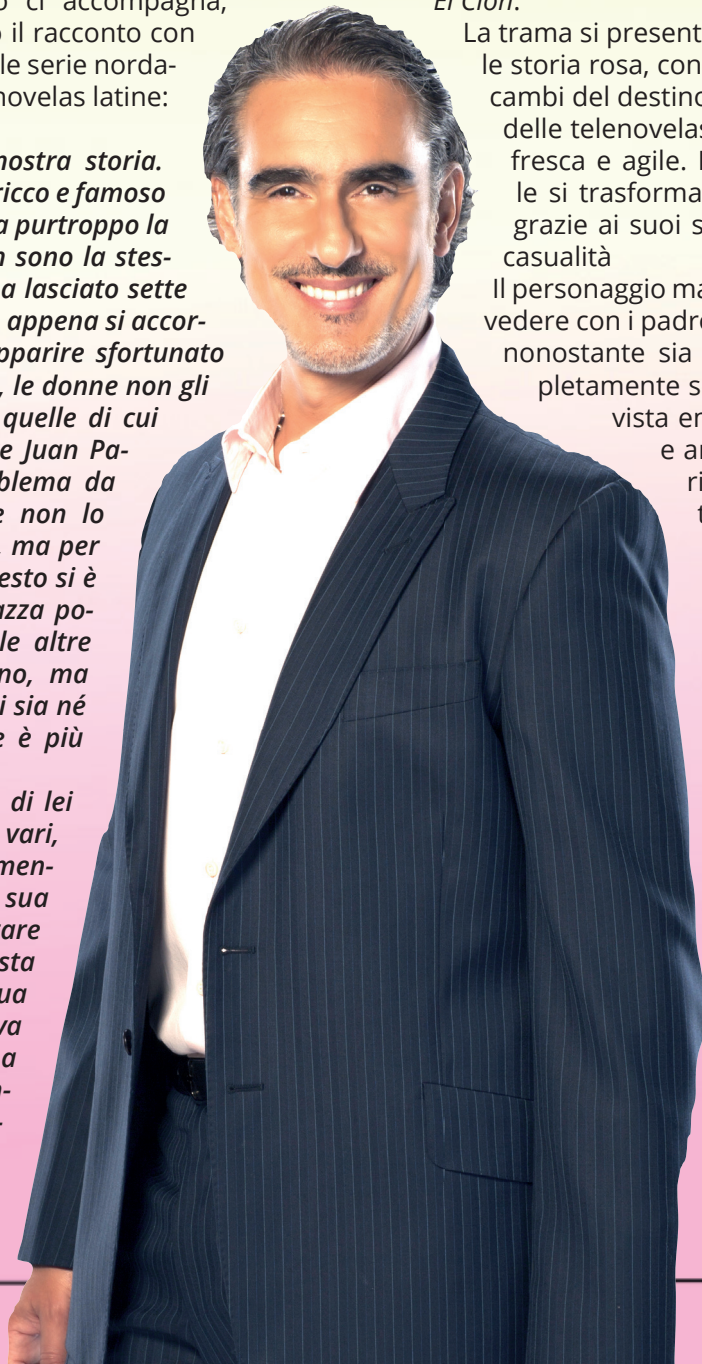 ci accompagna,
il racconto con
le serie norda-
novelas latine:
nostra storia.
ricco e famoso
a purtroppo la
n sono la stes-
a lasciato sette
appena si accor-
pparire sfortunato
, le donne non gli
quelle di cui
e Juan Pa-
blema da
e non lo
ma per
esto si è
azza po-
le altre
no, ma
i sia né
e è più
di lei
vari,
men-
sua
are
sta
ua
va
a
n-
-
El Clon.
La trama si present
le storia rosa, con
cambi del destino
delle telenovelas
fresca e agile.
le si trasforma
grazie ai suoi s
casualità
Il personaggio ma
vedere con i padro
nonostante sia
pletamente s
vista er
e ar
ri
t